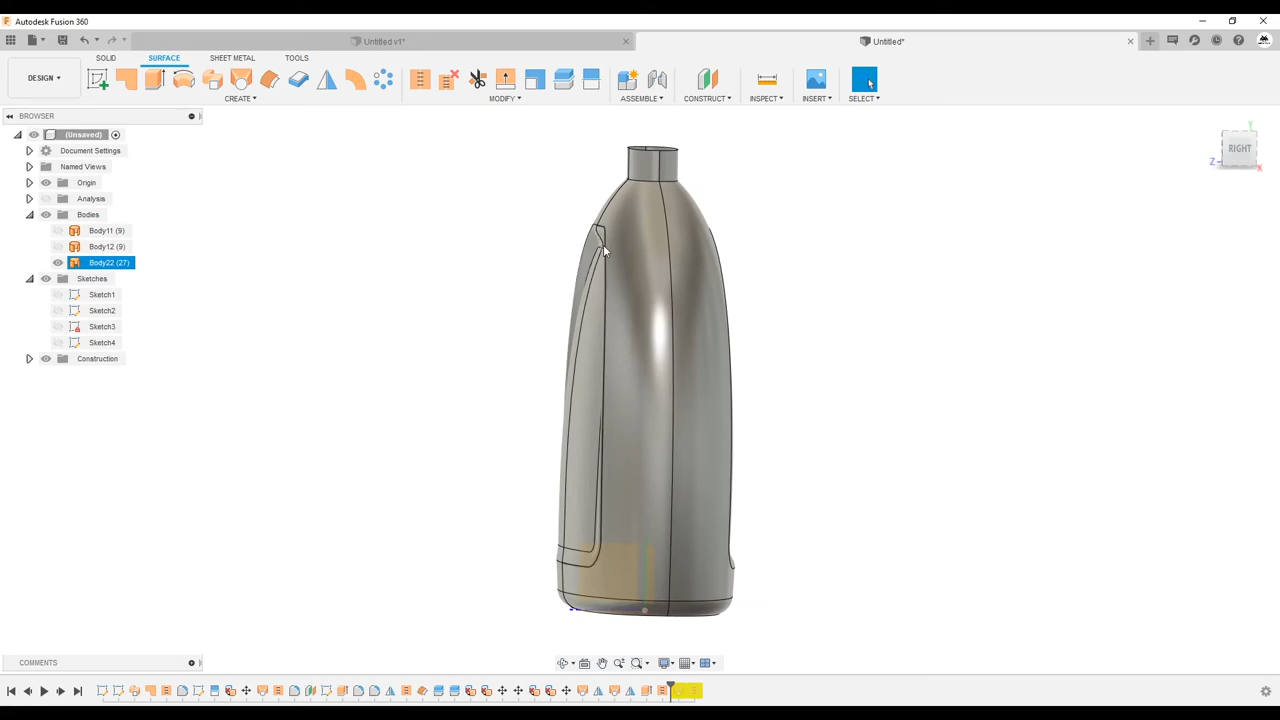 Autodesk Fusion 360
Untitled v1*
Untitled*
SOLID SURFACE SHEET METAL TOOLS
DESIGN
CREATE MODIFY ASSEMBLE CONSTRUCT INSPECT INSERT SELECT
BROWSER
(Unsaved)
Document Settings
Named Views
Origin
Analysis
Bodies
Body11 (9)
Body12 (9)
Body22 (27)
Sketches
Sketch1
Sketch2
Sketch3
Sketch4
Construction
Y
RIGHT
Z
X
COMMENTS